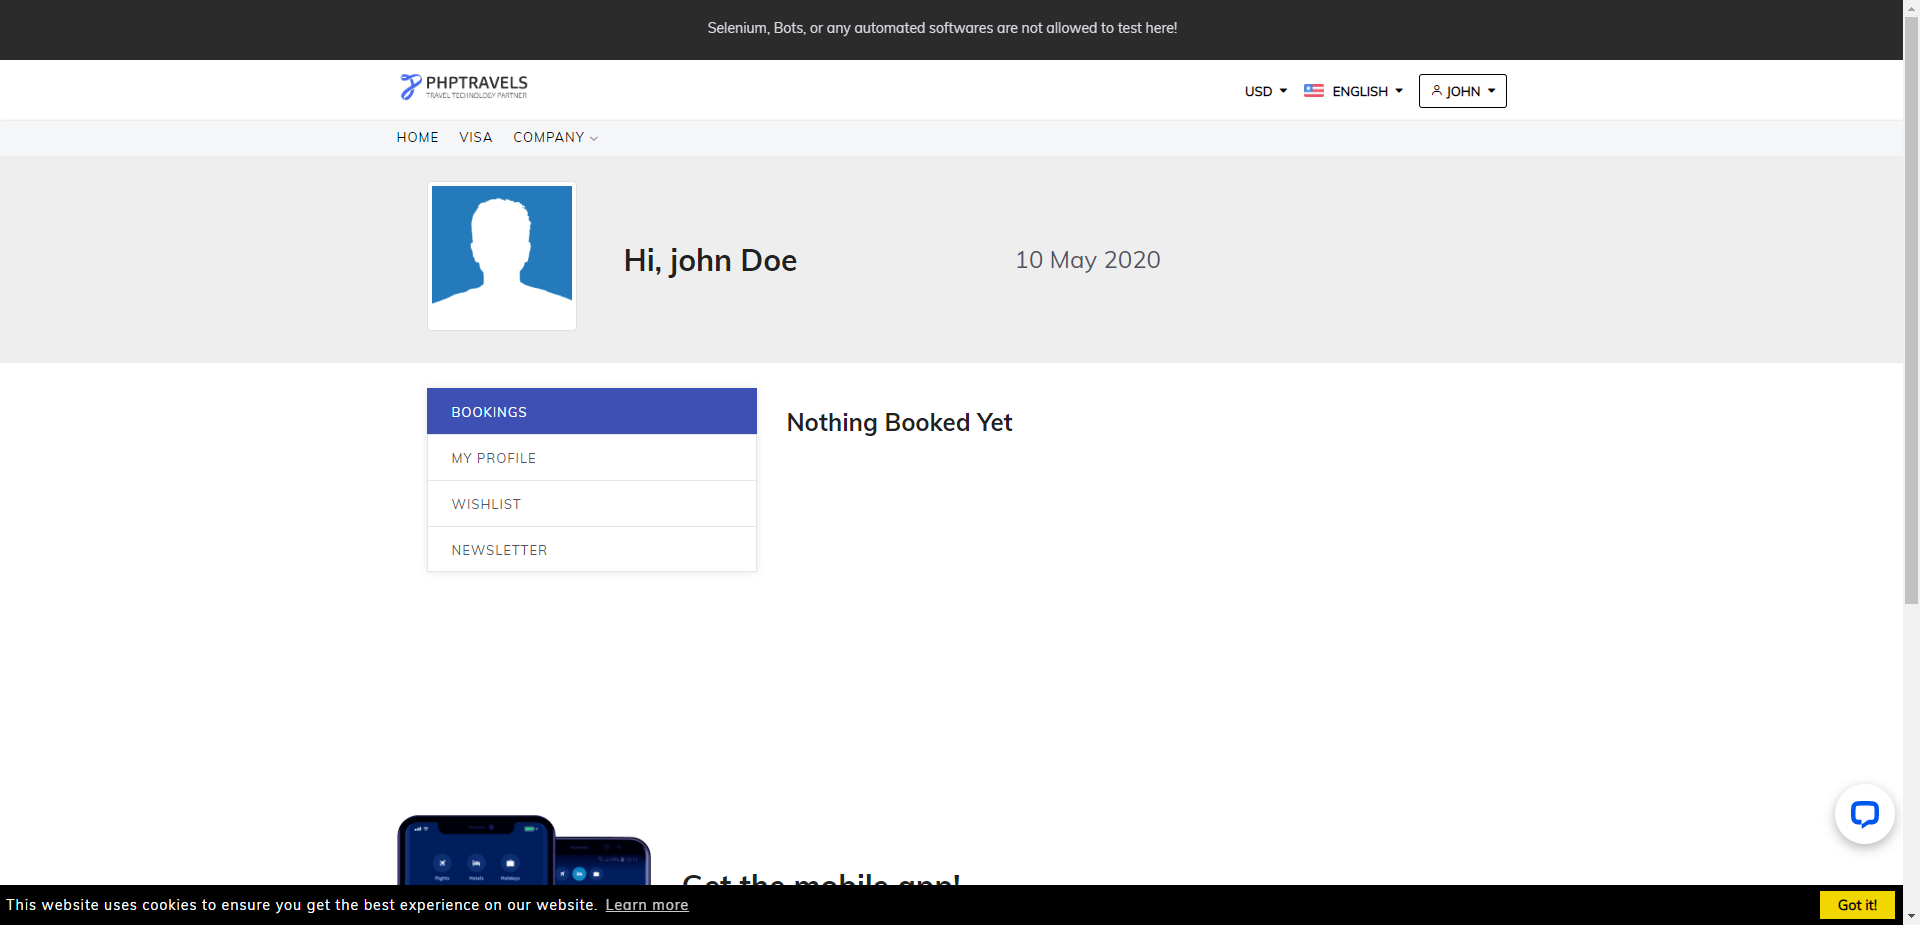 Selenium, Bots, or any automated softwares are not allowed to test here!
PHPTRAVELS
TRAVEL TECHNOLOGY PARTNER
USD
ENGLISH
JOHN
HOME VISA COMPANY
Hi, john Doe
10 May 2020
BOOKINGS
MY PROFILE
WISHLIST
NEWSLETTER
Nothing Booked Yet
Flights Hotels Holidays
Get the mobile app!
This website uses cookies to ensure you get the best experience on our website. Learn more
Got it!